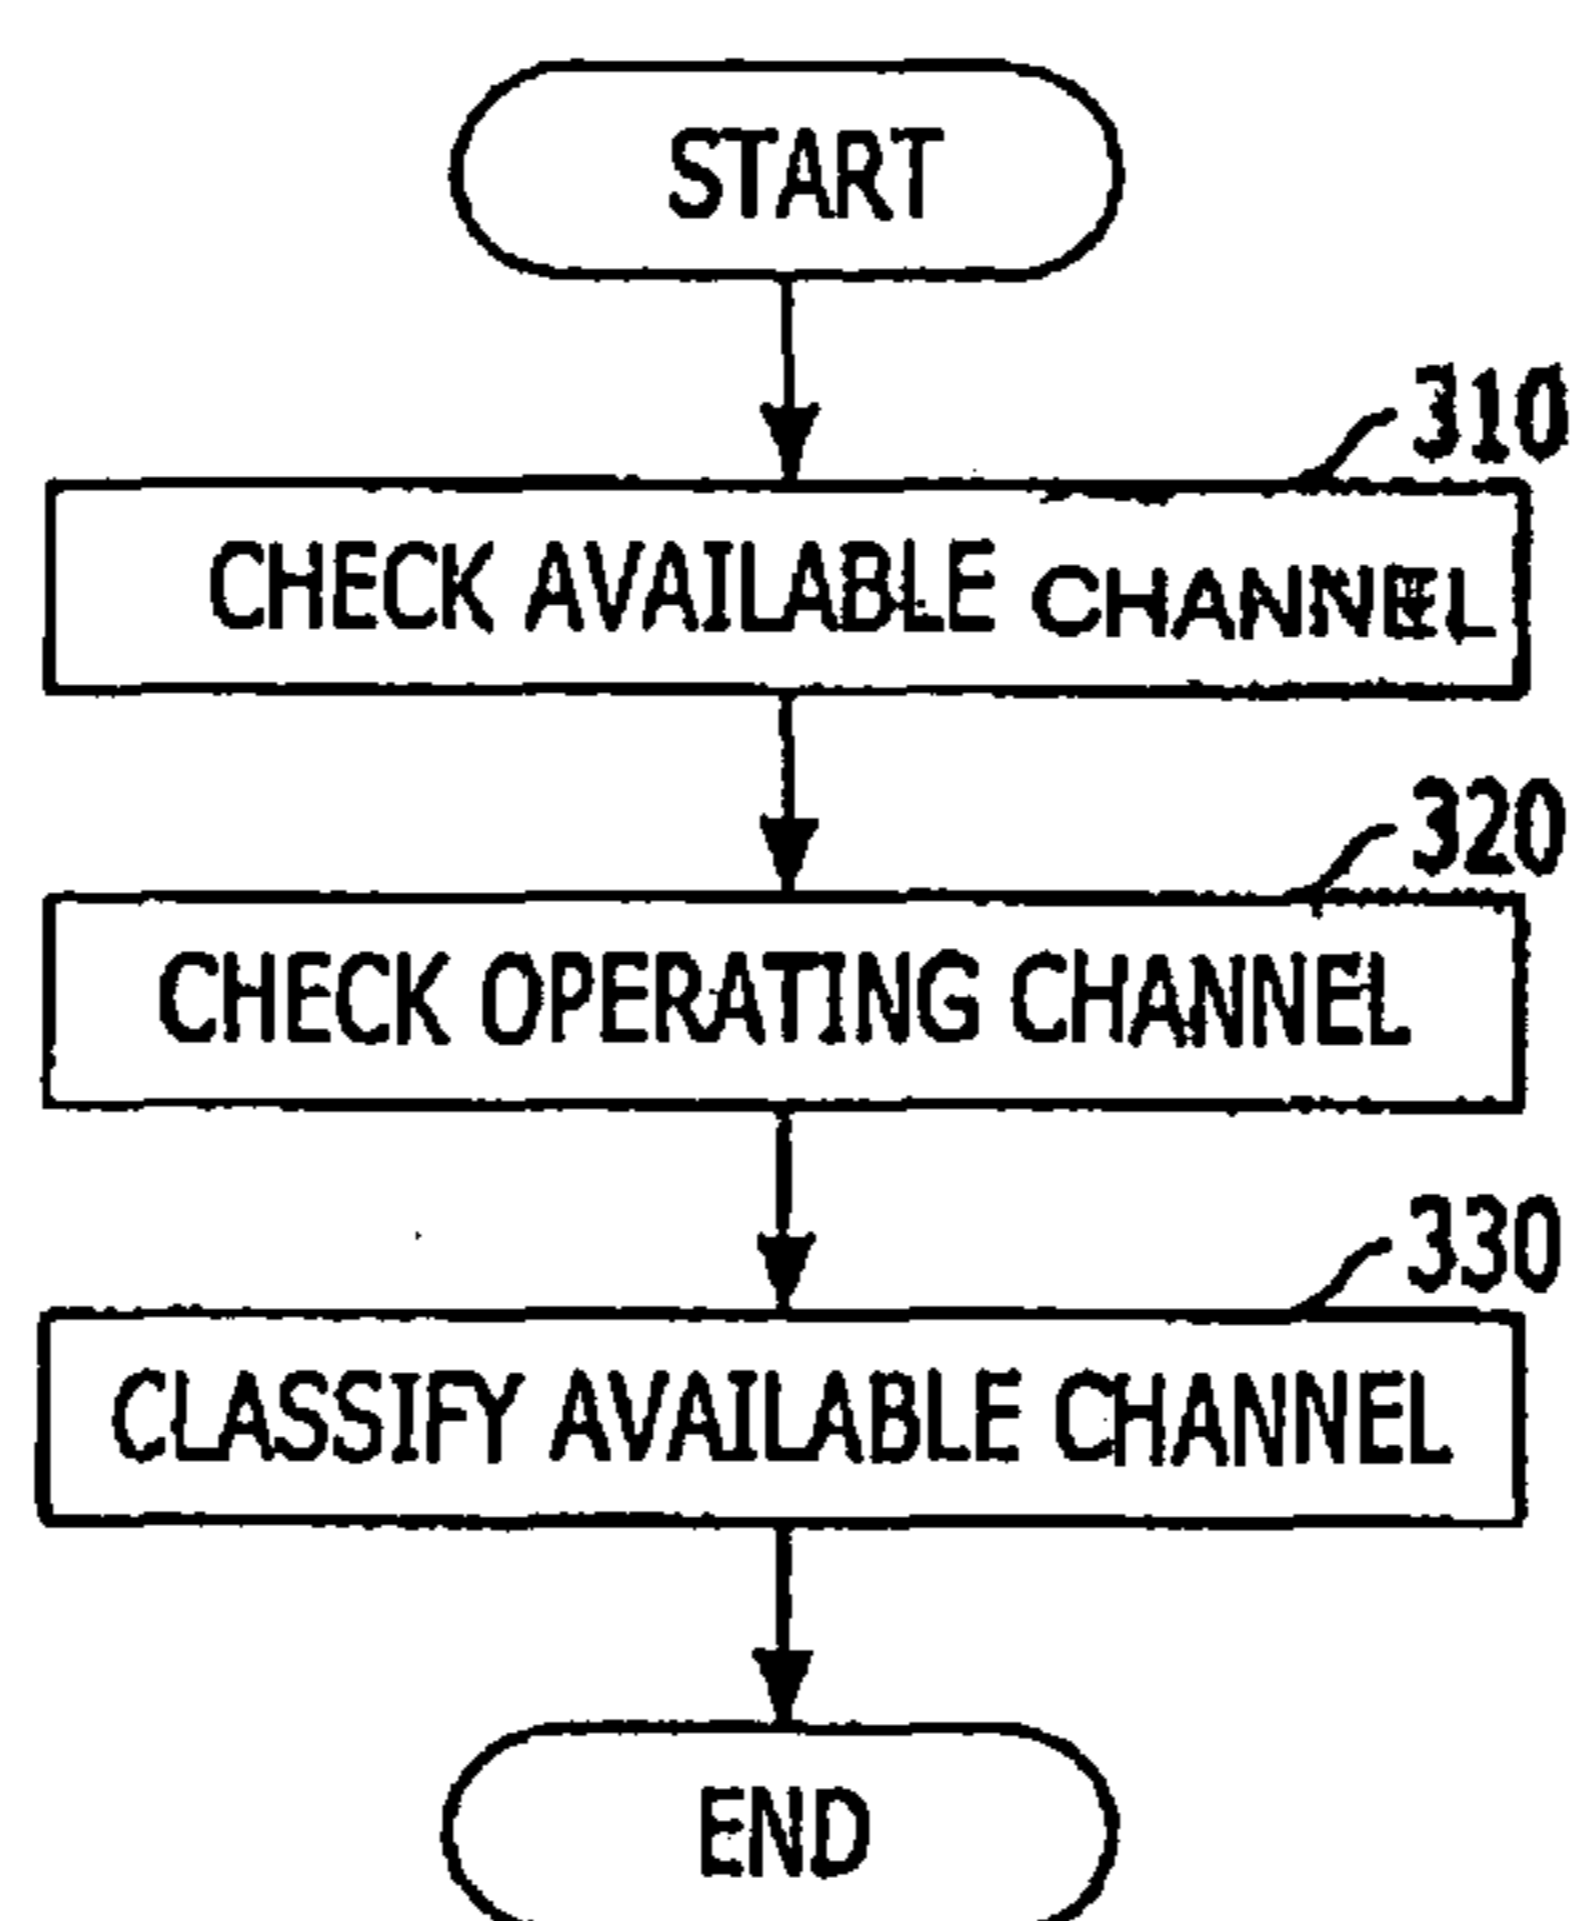 START
310
CHECK AVAILABLE CHANNEL
320
CHECK OPERATING CHANNEL
330
CLASSIFY AVAILABLE CHANNEL
END